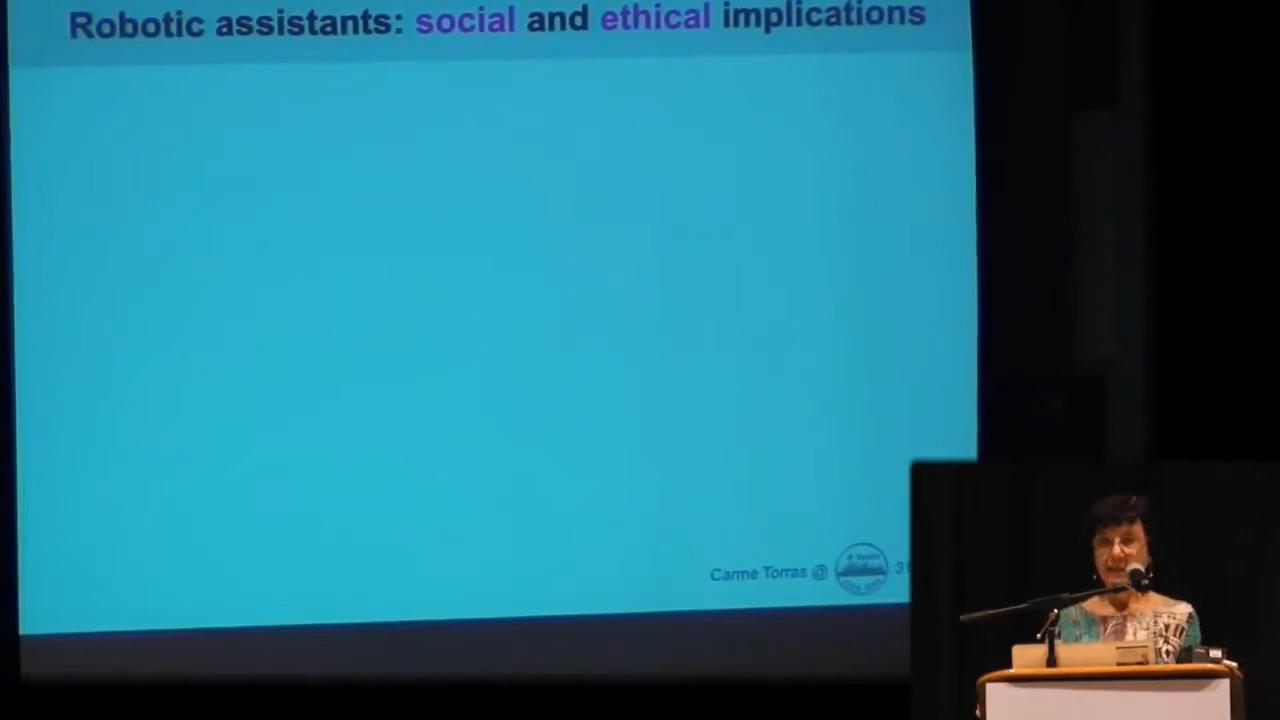 Robotic assistants: social and ethical implications
Carme Torras @